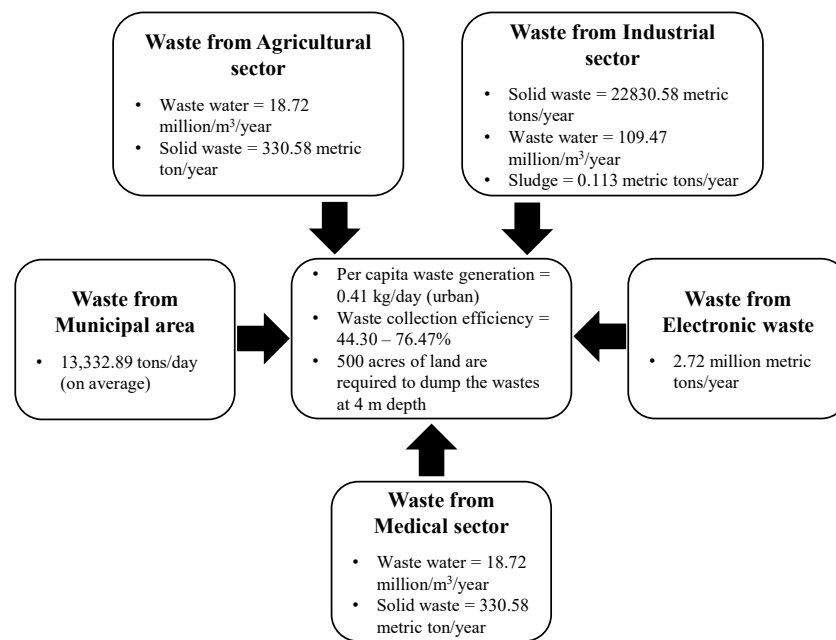 Waste from Agricultural
sector
• Waste water = 18.72
million/m³/year
• Solid waste = 330.58 metric
ton/year
Waste from Industrial
sector
• Solid waste = 22830.58 metric
tons/year
• Waste water = 109.47
million/m³/year
• Sludge = 0.113 metric tons/year
Waste from
Municipal area
• 13,332.89 tons/day
(on average)
• Per capita waste generation =
0.41 kg/day (urban)
• Waste collection efficiency =
44.30 – 76.47%
• 500 acres of land are
required to dump the wastes
at 4 m depth
Waste from
Electronic waste
• 2.72 million metric
tons/year
Waste from
Medical sector
• Waste water = 18.72
million/m³/year
• Solid waste = 330.58
metric ton/year